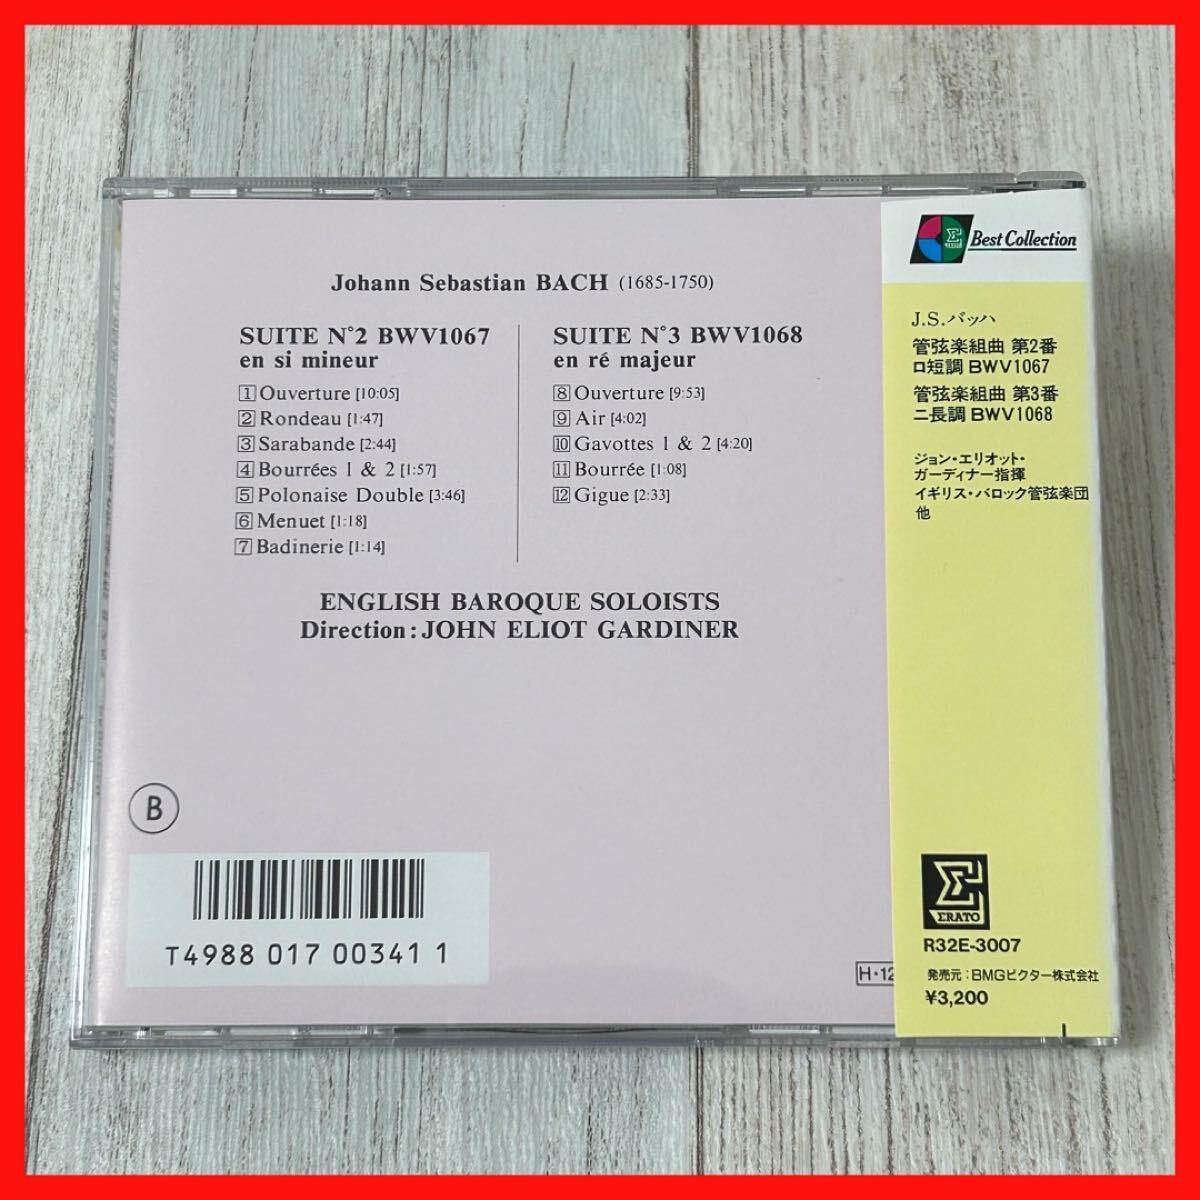 Johann Sebastian BACH (1685-1750)
SUITE N°2 BWV1067
en si mineur
1 Ouverture [10:05]
2 Rondeau [1:47]
3 Sarabande [2:44]
4 Bourrées 1 & 2 [1:57]
5 Polonaise Double [3:46]
6 Menuet [1:18]
7 Badinerie [1:14]
SUITE N°3 BWV1068
en ré majeur
8 Ouverture [9:53]
9 Air [4:02]
10 Gavottes 1 & 2 [4:20]
11 Bourrée [1:08]
12 Gigue [2:33]
ENGLISH BAROQUE SOLOISTS
Direction: JOHN ELIOT GARDINER
B
T4988 017 00341 1
H・12
Best Collection
J.S.バッハ
管弦楽組曲 第2番
ロ短調 BWV1067
管弦楽組曲 第3番
ニ長調 BWV1068
ジョン・エリオット・
ガーディナー指揮
イギリス・バロック管弦楽団
他
ERATO
R32E-3007
発売元:BMGビクター株式会社
¥3,200